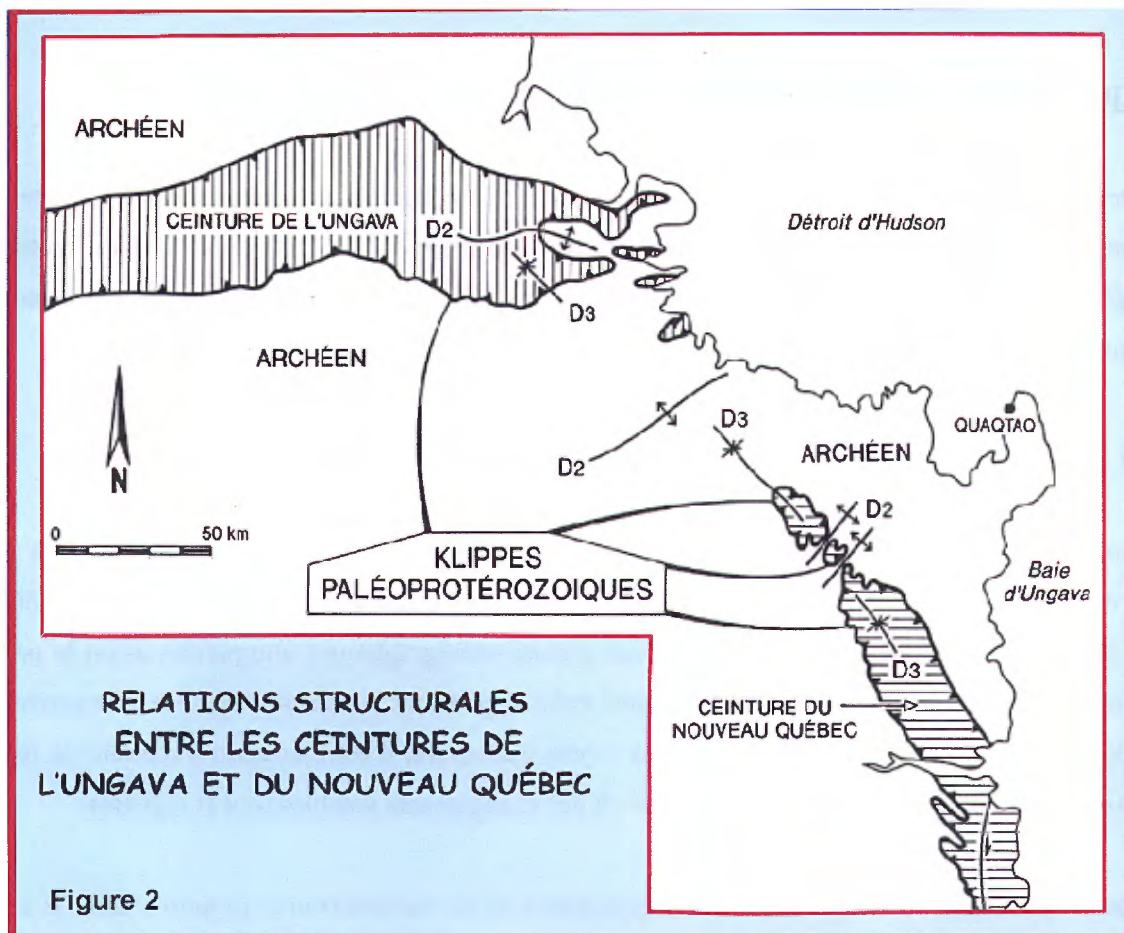 ARCHÉEN
CEINTURE DE L'UNGAVA
D2
Détroit d'Hudson
D3
ARCHÉEN
N
0 50 km
D3
D2
ARCHÉEN
QUAQTAQ
D2
KLIPPES
PALÉOPROTÉROZOIQUES
Baie
d'Ungava
D3
CEINTURE DU
NOUVEAU QUÉBEC
RELATIONS STRUCTURALES
ENTRE LES CEINTURES DE
L'UNGAVA ET DU NOUVEAU QUÉBEC
Figure 2